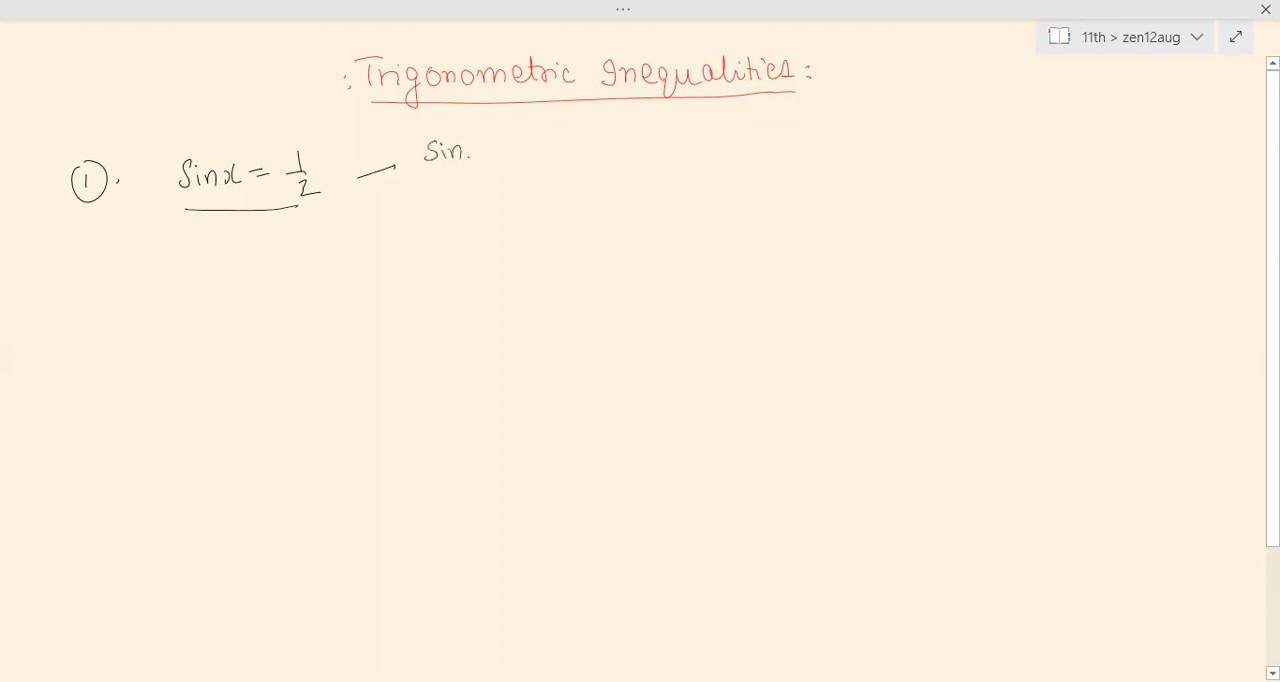 ...
11th > zen12aug
: Trigonometric Inequalities :
① . Sinx = 1/2 → Sin.